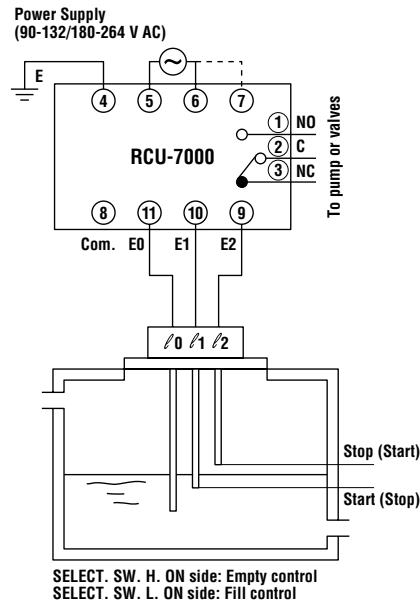 Power Supply
(90-132/180-264 V AC)
E
4 5 6 7
1 NO
2 C
3 NC
RCU-7000
To pump or valves
8 11 10 9
Com. E0 E1 E2
ℓ0 ℓ1 ℓ2
Stop (Start)
Start (Stop)
SELECT. SW. H. ON side: Empty control
SELECT. SW. L. ON side: Fill control